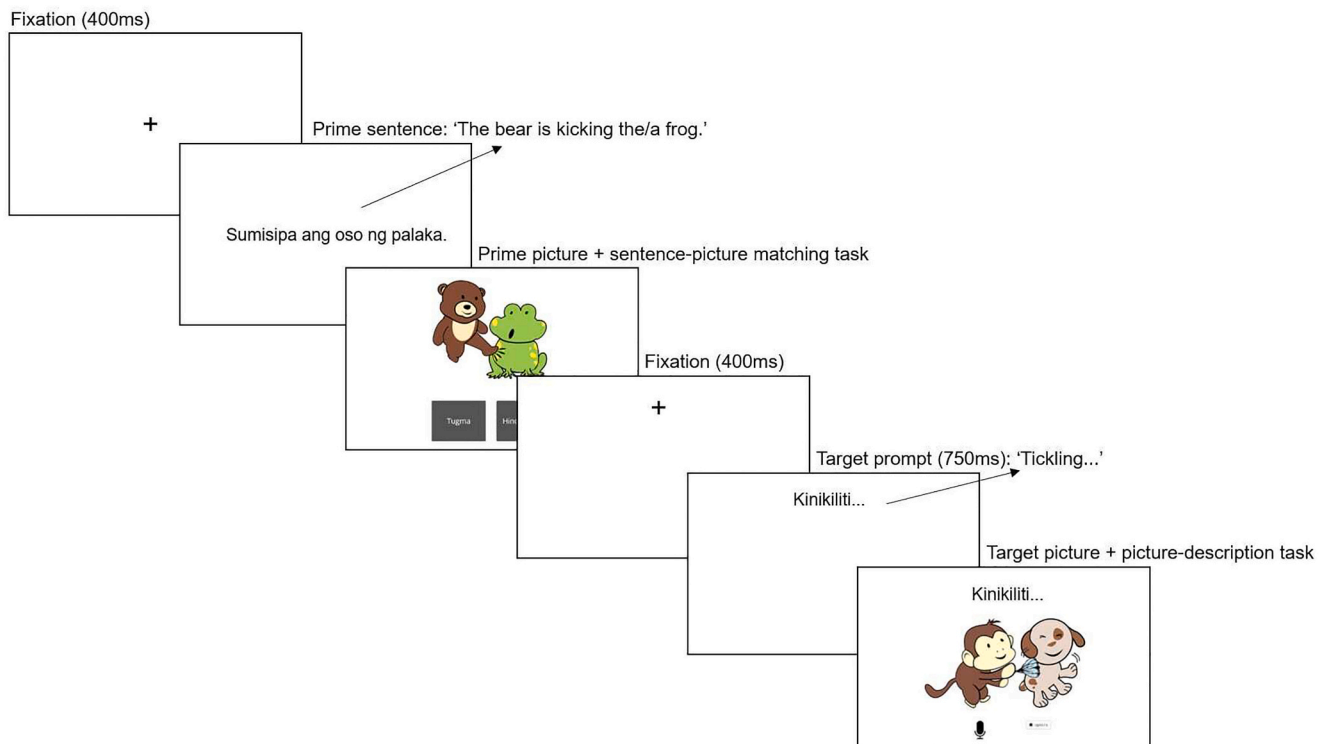 Fixation (400ms)
+
Prime sentence: ‘The bear is kicking the/a frog.’
Sumisipa ang oso ng palaka.
Prime picture + sentence-picture matching task
Tugma
Fixation (400ms)
+
Target prompt (750ms): ‘Tickling...’
Kinikiliti...
Target picture + picture-description task
Kinikiliti...